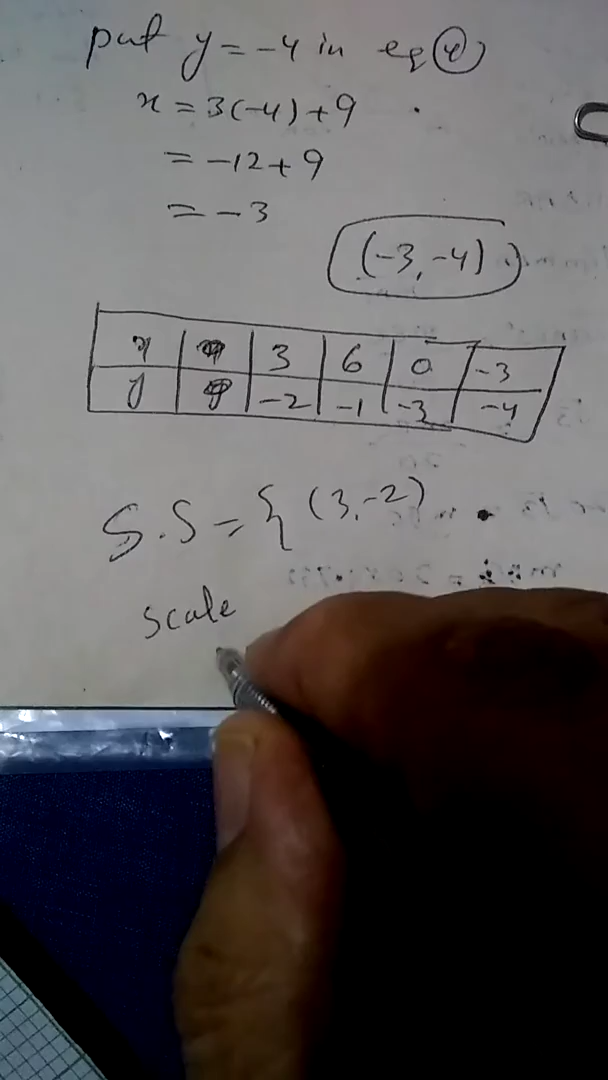 put y = -4 in eq (4)
x = 3(-4) + 9
= -12 + 9
= -3
(-3, -4)
x 3 6 0 -3
y -2 -1 -3 -4
S.S = { (3, -2)
scale